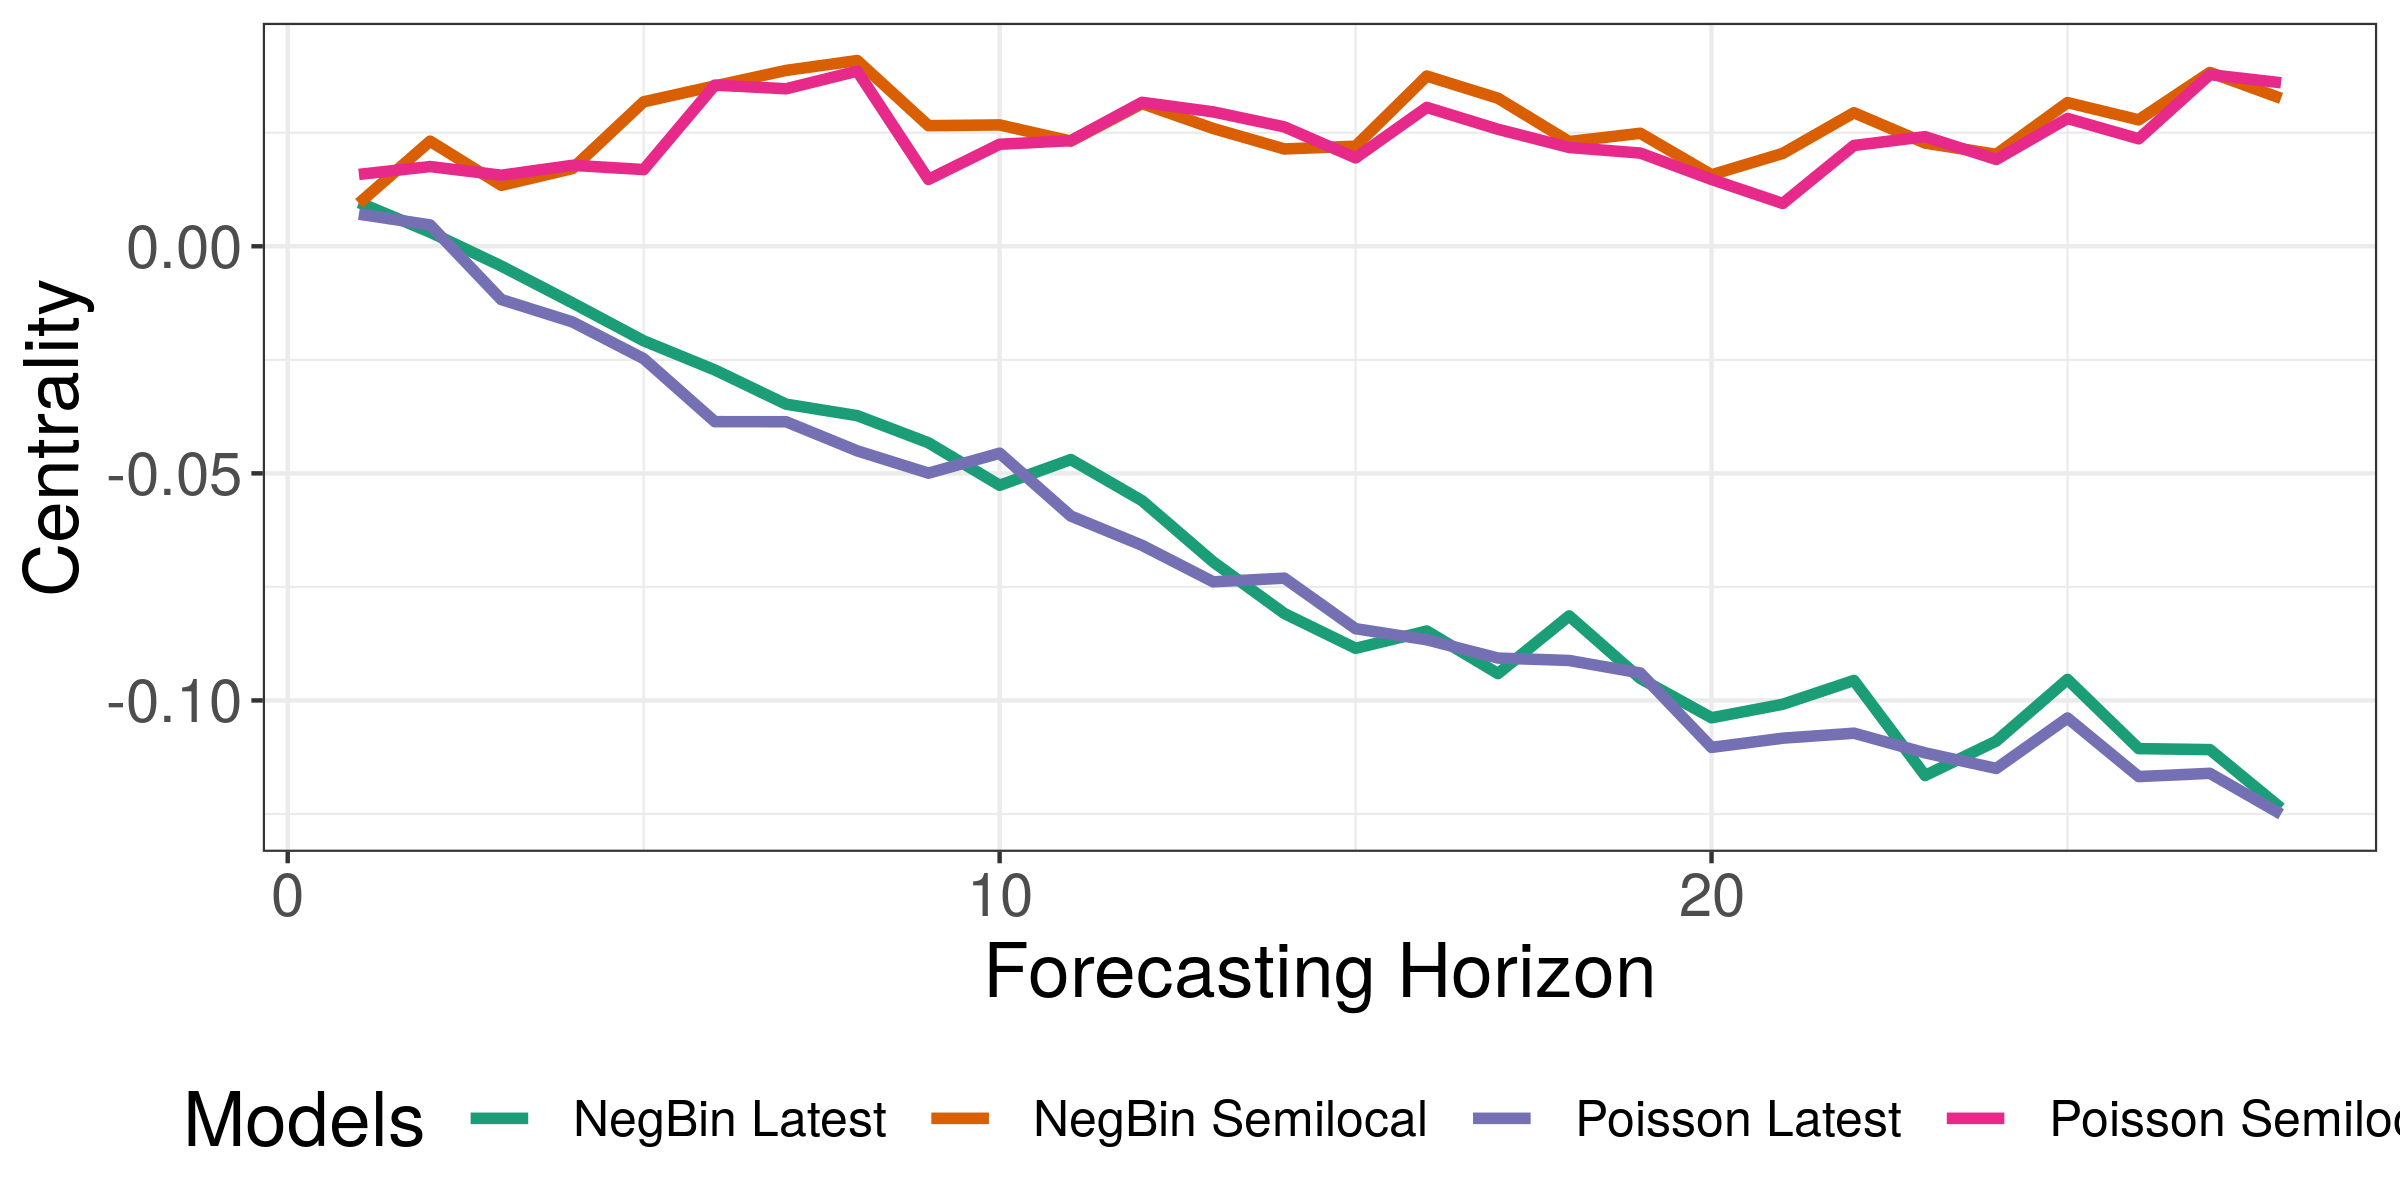 Centrality
0.00
-0.05
-0.10
0 10 20
Forecasting Horizon
Models NegBin Latest NegBin Semilocal Poisson Latest Poisson